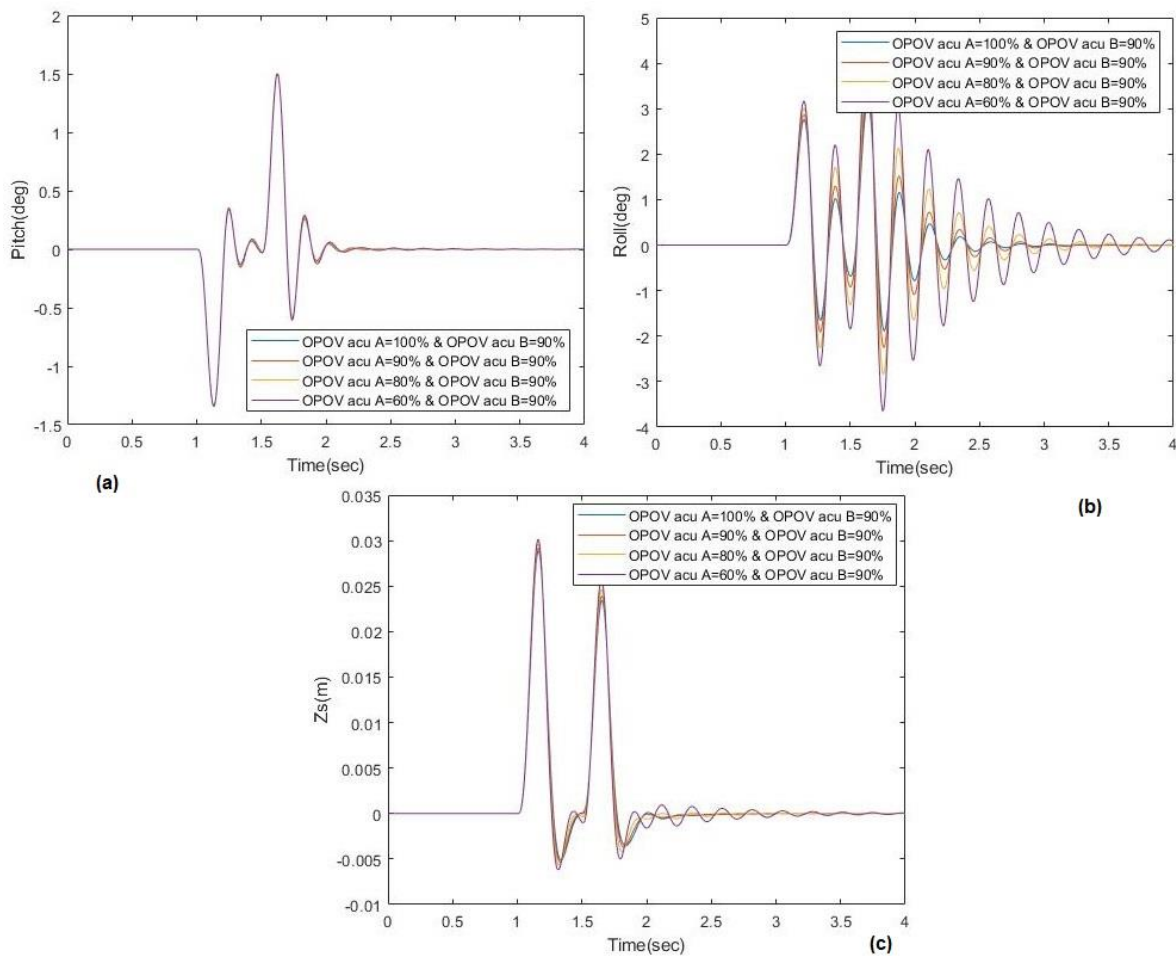 2
1.5
1
0.5
0
-0.5
-1
-1.5
Pitch(deg)
OPOV acu A=100% & OPOV acu B=90%
OPOV acu A=90% & OPOV acu B=90%
OPOV acu A=80% & OPOV acu B=90%
OPOV acu A=60% & OPOV acu B=90%
0 0.5 1 1.5 2 2.5 3 3.5 4
Time(sec)
(a)
5
4
3
2
1
0
-1
-2
-3
-4
Roll(deg)
OPOV acu A=100% & OPOV acu B=90%
OPOV acu A=90% & OPOV acu B=90%
OPOV acu A=80% & OPOV acu B=90%
OPOV acu A=60% & OPOV acu B=90%
0 0.5 1 1.5 2 2.5 3 3.5 4
Time(sec)
(b)
0.035
0.03
0.025
0.02
0.015
0.01
0.005
0
-0.005
-0.01
Zs(m)
OPOV acu A=100% & OPOV acu B=90%
OPOV acu A=90% & OPOV acu B=90%
OPOV acu A=80% & OPOV acu B=90%
OPOV acu A=60% & OPOV acu B=90%
0 0.5 1 1.5 2 2.5 3 3.5 4
Time(sec)
(c)